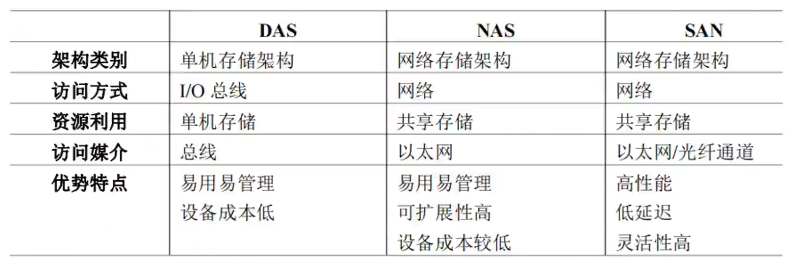 DAS NAS SAN
架构类别 单机存储架构 网络存储架构 网络存储架构
访问方式 I/O 总线 网络 网络
资源利用 单机存储 共享存储 共享存储
访问媒介 总线 以太网 以太网/光纤通道
优势特点 易用易管理 易用易管理 高性能
设备成本低 可扩展性高 低延迟
设备成本较低 灵活性高